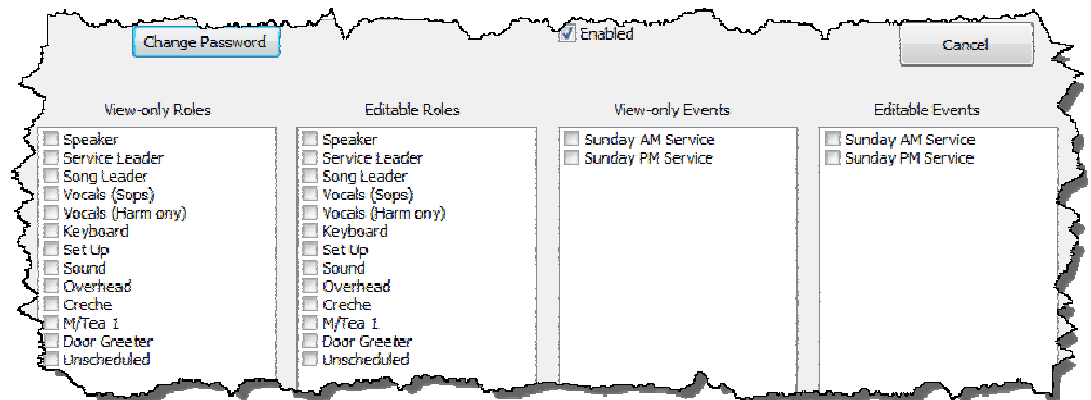 Change Password
Enabled
Cancel
View-only Roles
Editable Roles
View-only Events
Editable Events
Speaker
Service Leader
Song Leader
Vocals (Sops)
Vocals (Harmony)
Keyboard
Set Up
Sound
Overhead
Creche
M/Tea 1
Door Greeter
Unscheduled
Speaker
Service Leader
Song Leader
Vocals (Sops)
Vocals (Harmony)
Keyboard
Set Up
Sound
Overhead
Creche
M/Tea 1
Door Greeter
Unscheduled
Sunday AM Service
Sunday PM Service
Sunday AM Service
Sunday PM Service